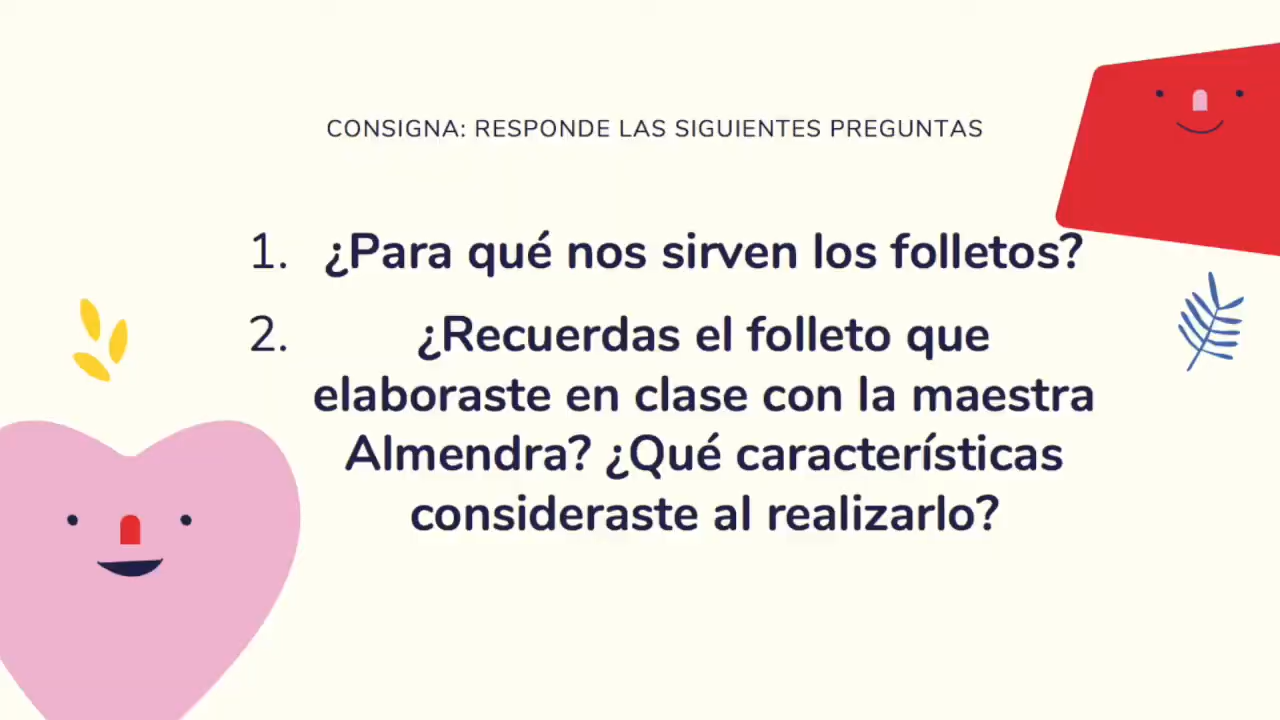 CONSIGNA: RESPONDE LAS SIGUIENTES PREGUNTAS
1. ¿Para qué nos sirven los folletos?
2. ¿Recuerdas el folleto que
elaboraste en clase con la maestra
Almendra? ¿Qué características
consideraste al realizarlo?